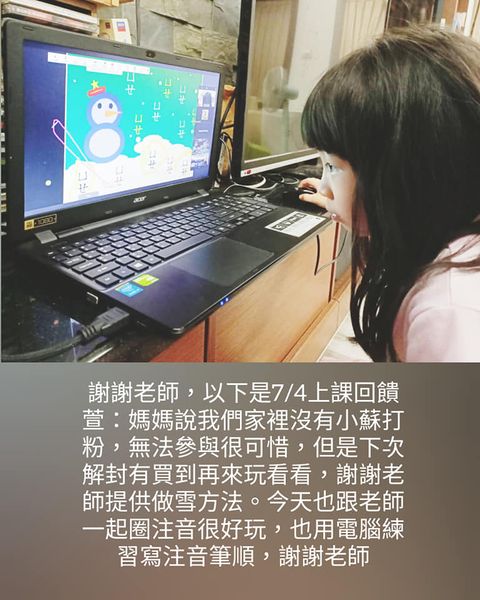 acer
1080
謝謝老師，以下是7/4上課回饋
萱：媽媽說我們家裡沒有小蘇打
粉，無法參與很可惜，但是下次
解封有買到再來玩看看，謝謝老
師提供做雪方法。今天也跟老師
一起圈注音很好玩，也用電腦練
習寫注音筆順，謝謝老師